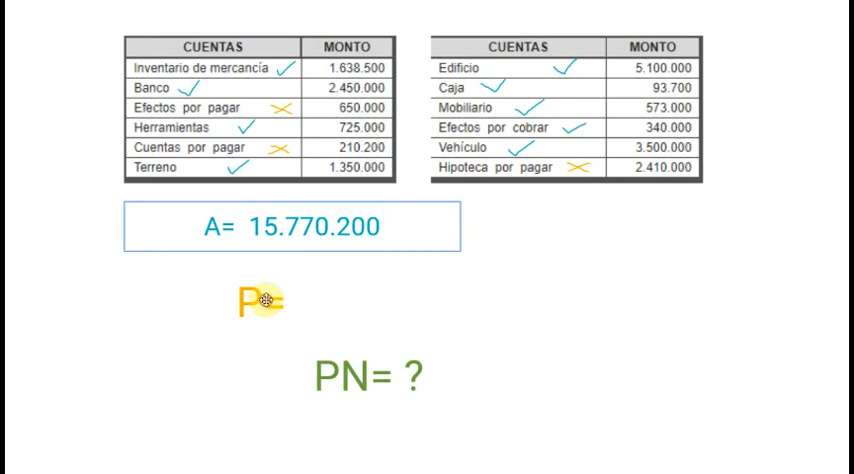 CUENTAS MONTO
Inventario de mercancía 1.638.500
Banco 2.450.000
Efectos por pagar 650.000
Herramientas 725.000
Cuentas por pagar 210.200
Terreno 1.350.000
CUENTAS MONTO
Edificio 5.100.000
Caja 93.700
Mobiliario 573.000
Efectos por cobrar 340.000
Vehículo 3.500.000
Hipoteca por pagar 2.410.000
A= 15.770.200
P=
PN= ?